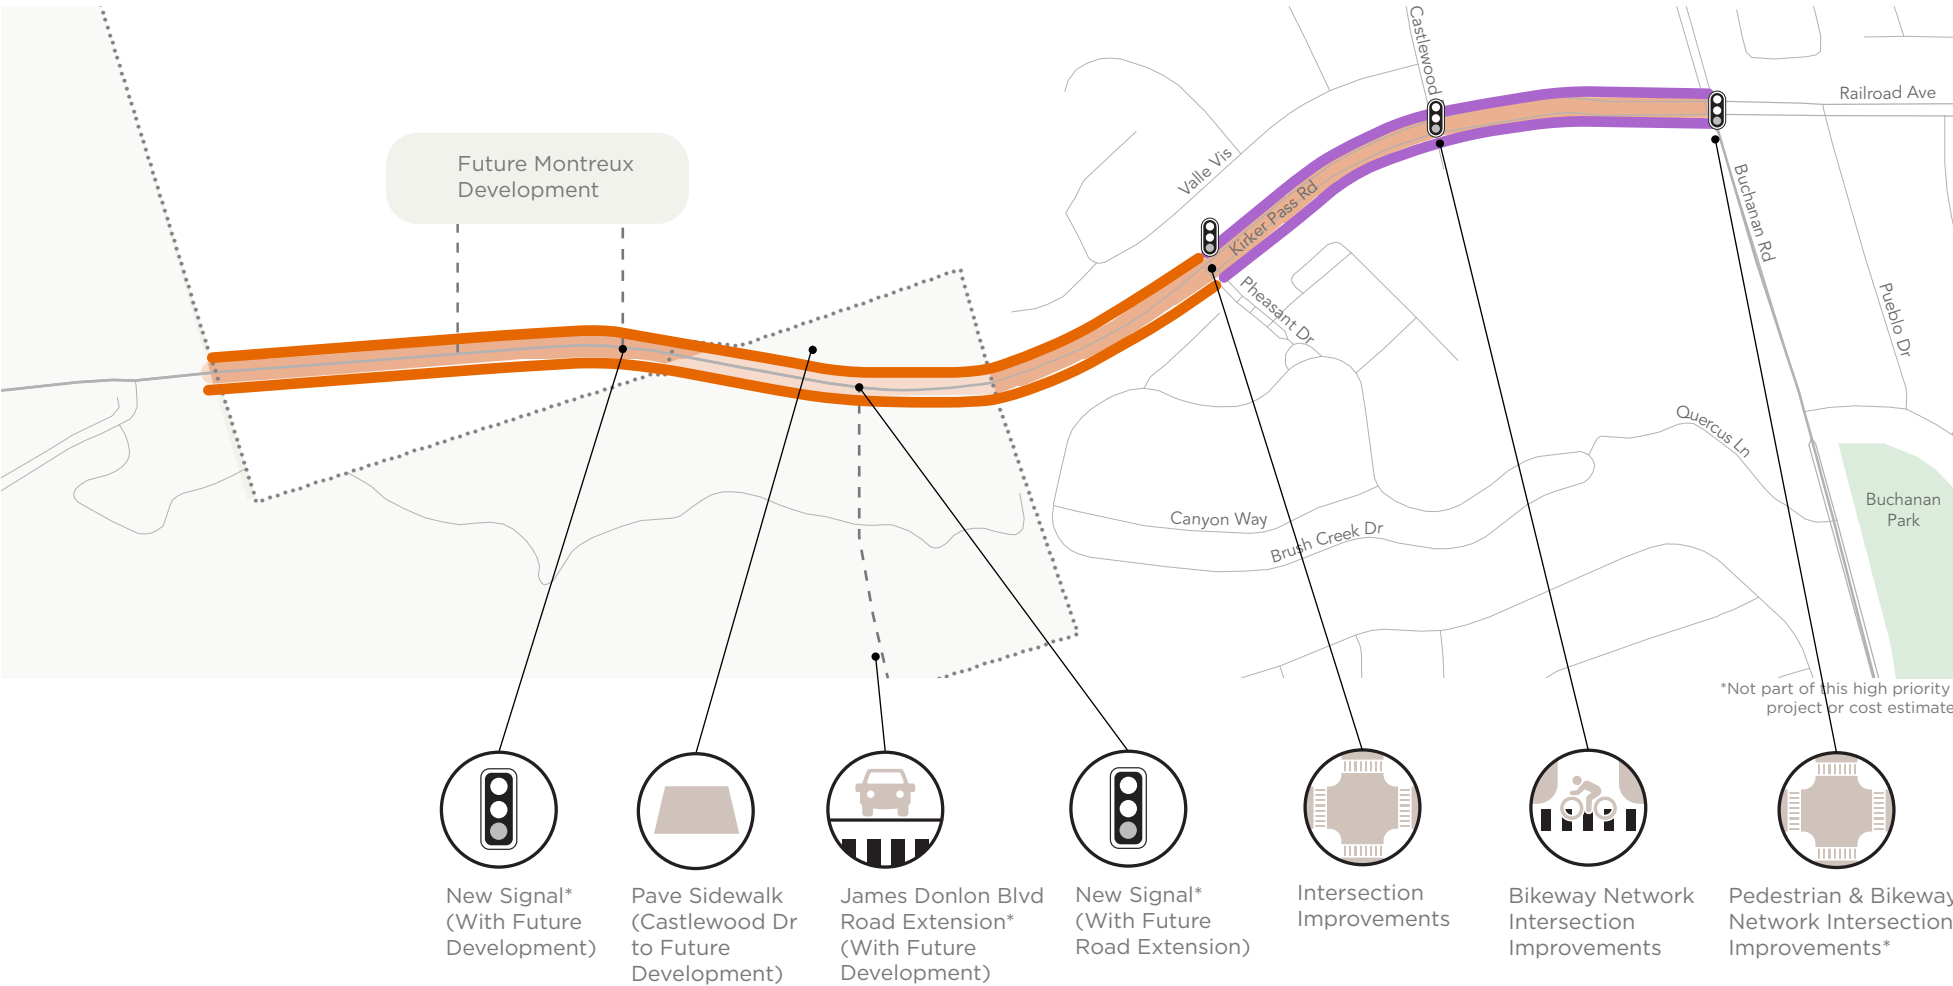 Castlewood
Railroad Ave
Future Montreux
Development
Valle Vis
Kirker Pass Rd
Buchanan Rd
Pheasant Dr
Pueblo Dr
Quercus Ln
Buchanan
Park
Canyon Way
Brush Creek Dr
*Not part of this high priority
project or cost estimate
New Signal*
(With Future
Development)
Pave Sidewalk
(Castlewood Dr
to Future
Development)
James Donlon Blvd
Road Extension*
(With Future
Development)
New Signal*
(With Future
Road Extension)
Intersection
Improvements
Bikeway Network
Intersection
Improvements
Pedestrian & Bikeway
Network Intersection
Improvements*